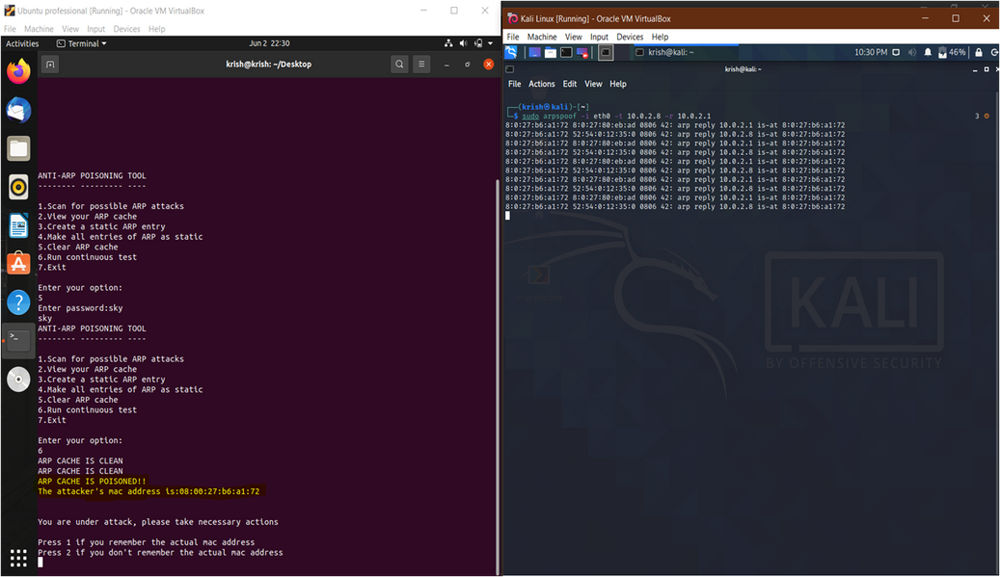 Ubuntu professional [Running] - Oracle VM VirtualBox
File Machine View Input Devices Help
Activities Terminal Jun 2 22:30
krish@krish: ~/Desktop
ANTI-ARP POISONING TOOL
-------- --------- ----
1.Scan for possible ARP attacks
2.View your ARP cache
3.Create a static ARP entry
4.Make all entries of ARP as static
5.Clear ARP cache
6.Run continuous test
7.Exit
Enter your option:
5
Enter password:sky
sky
ANTI-ARP POISONING TOOL
-------- --------- ----
1.Scan for possible ARP attacks
2.View your ARP cache
3.Create a static ARP entry
4.Make all entries of ARP as static
5.Clear ARP cache
6.Run continuous test
7.Exit
Enter your option:
6
ARP CACHE IS CLEAN
ARP CACHE IS CLEAN
ARP CACHE IS POISONED!!
The attacker's mac address is:08:00:27:b6:a1:72
You are under attack, please take necessary actions
Press 1 if you remember the actual mac address
Press 2 if you don't remember the actual mac address
Kali Linux [Running] - Oracle VM VirtualBox
File Machine View Input Devices Help
krish@kali: ~ 10:30 PM 46%
krish@kali: ~
File Actions Edit View Help
(krish㉿kali)-[~]
$ sudo arpspoof -i eth0 -t 10.0.2.8 -r 10.0.2.1 3
8:0:27:b6:a1:72 8:0:27:80:eb:ad 0806 42: arp reply 10.0.2.1 is-at 8:0:27:b6:a1:72
8:0:27:b6:a1:72 52:54:0:12:35:0 0806 42: arp reply 10.0.2.8 is-at 8:0:27:b6:a1:72
8:0:27:b6:a1:72 8:0:27:80:eb:ad 0806 42: arp reply 10.0.2.1 is-at 8:0:27:b6:a1:72
8:0:27:b6:a1:72 52:54:0:12:35:0 0806 42: arp reply 10.0.2.8 is-at 8:0:27:b6:a1:72
8:0:27:b6:a1:72 8:0:27:80:eb:ad 0806 42: arp reply 10.0.2.1 is-at 8:0:27:b6:a1:72
8:0:27:b6:a1:72 52:54:0:12:35:0 0806 42: arp reply 10.0.2.8 is-at 8:0:27:b6:a1:72
8:0:27:b6:a1:72 8:0:27:80:eb:ad 0806 42: arp reply 10.0.2.1 is-at 8:0:27:b6:a1:72
8:0:27:b6:a1:72 52:54:0:12:35:0 0806 42: arp reply 10.0.2.8 is-at 8:0:27:b6:a1:72
8:0:27:b6:a1:72 8:0:27:80:eb:ad 0806 42: arp reply 10.0.2.1 is-at 8:0:27:b6:a1:72
8:0:27:b6:a1:72 52:54:0:12:35:0 0806 42: arp reply 10.0.2.8 is-at 8:0:27:b6:a1:72
KALI
BY OFFENSIVE SECURITY